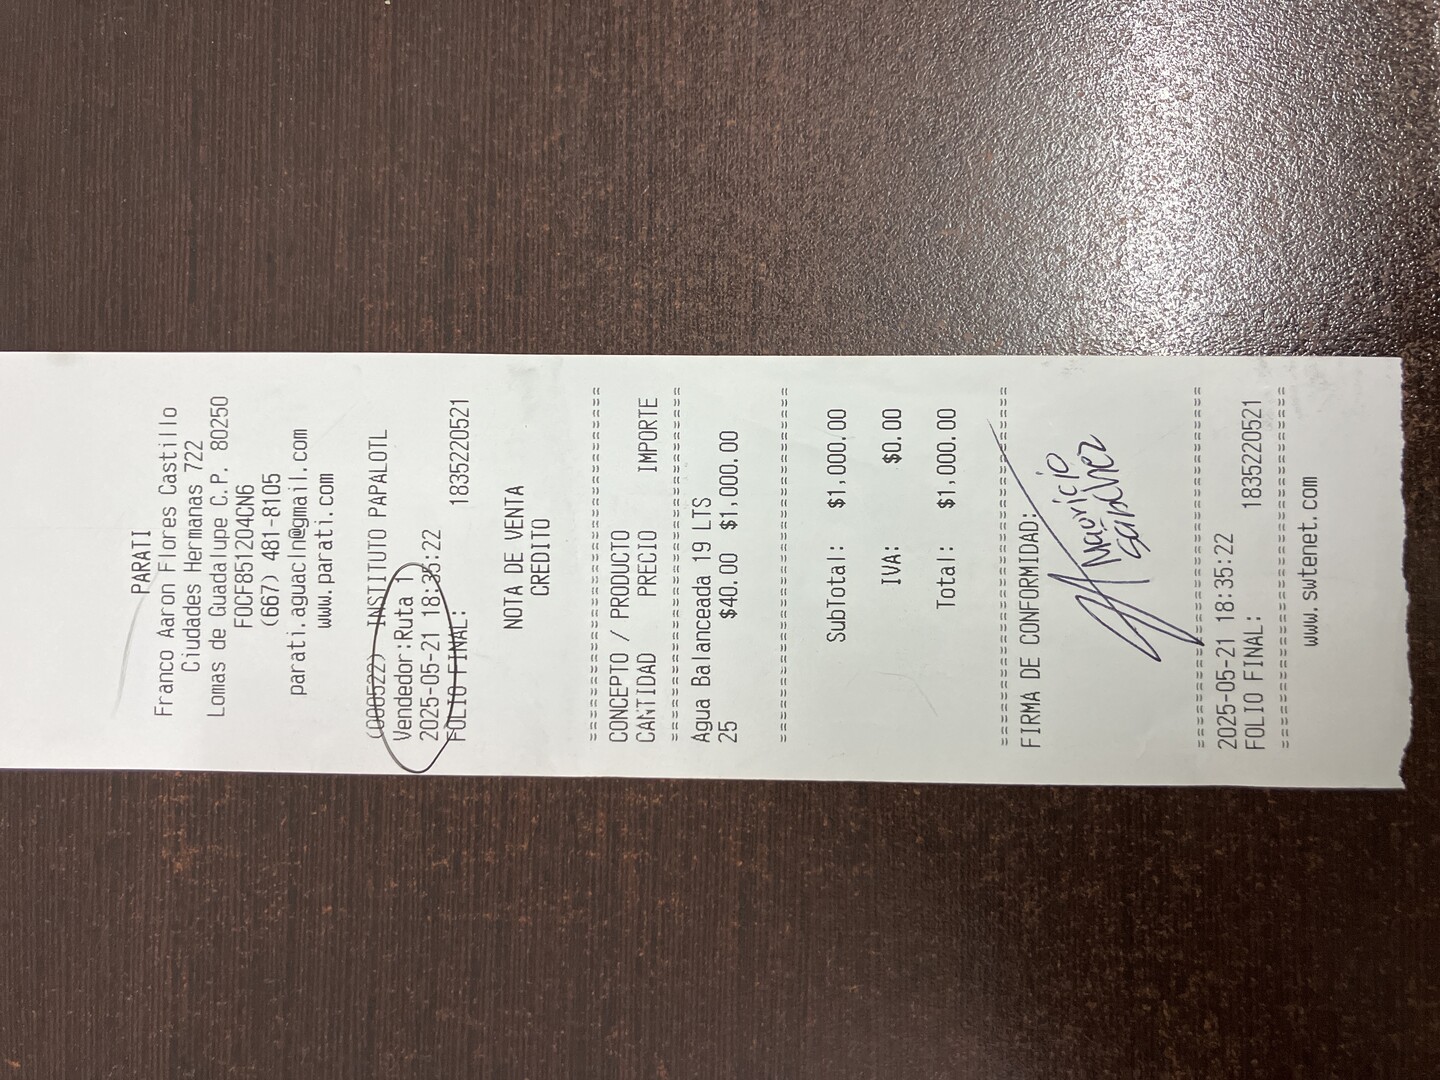 PARATI
Franco Aaron Flores Castillo
Ciudades Hermanas 722
Lomas de Guadalupe C.P. 80250
FOCF851204CN6
(667) 481-8105
parati.aguacln@gmail.com
www.parati.com
(000522) INSTITUTO PAPALOTL
Vendedor:Ruta 1
2025-05-21 18:35:22
FOLIO FINAL: 1835220521
NOTA DE VENTA
CREDITO
================================
CONCEPTO / PRODUCTO
CANTIDAD PRECIO IMPORTE
================================
Agua Balanceada 19 LTS
25 $40.00 $1,000.00
================================
SubTotal: $1,000.00
IVA: $0.00
Total: $1,000.00
================================
FIRMA DE CONFORMIDAD:
Mauricio
Sanchez
================================
2025-05-21 18:35:22
FOLIO FINAL: 1835220521
================================
www.swtenet.com